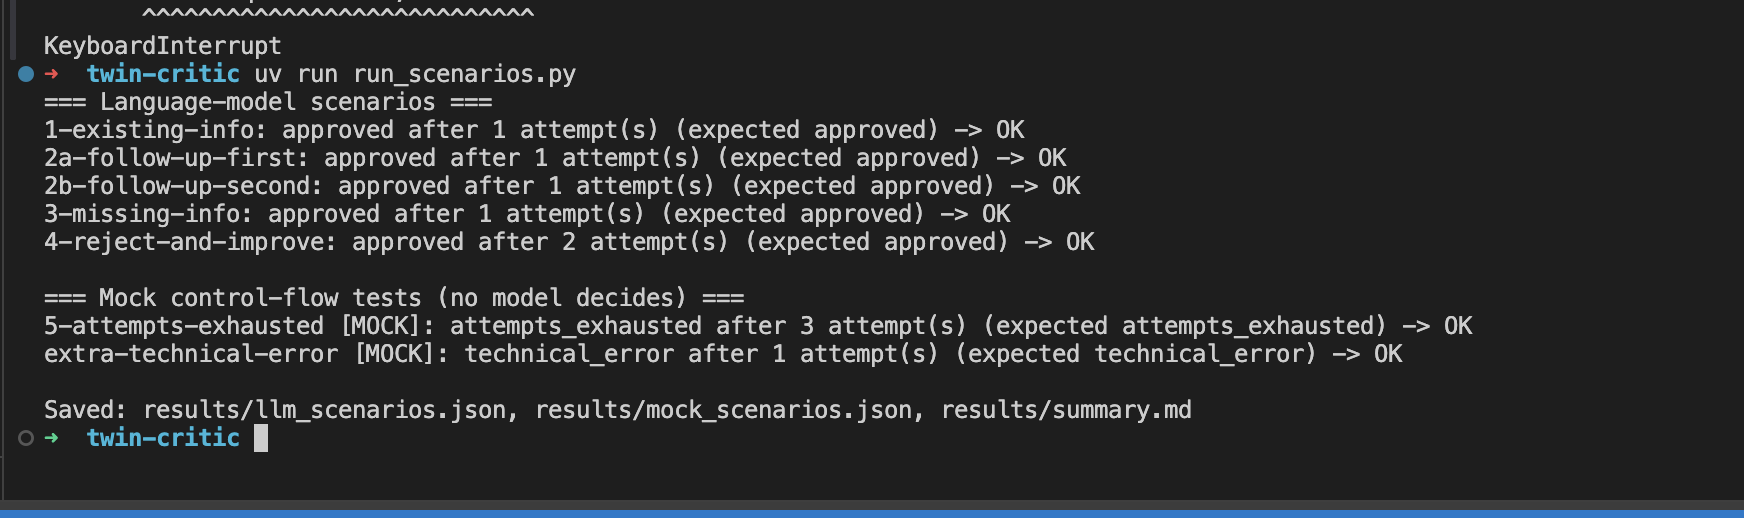 ^^^^^^^^^^^^^^^^^^^^^^^^^^^^
KeyboardInterrupt
➜  twin-critic uv run run_scenarios.py
=== Language-model scenarios ===
1-existing-info: approved after 1 attempt(s) (expected approved) -> OK
2a-follow-up-first: approved after 1 attempt(s) (expected approved) -> OK
2b-follow-up-second: approved after 1 attempt(s) (expected approved) -> OK
3-missing-info: approved after 1 attempt(s) (expected approved) -> OK
4-reject-and-improve: approved after 2 attempt(s) (expected approved) -> OK
=== Mock control-flow tests (no model decides) ===
5-attempts-exhausted [MOCK]: attempts_exhausted after 3 attempt(s) (expected attempts_exhausted) -> OK
extra-technical-error [MOCK]: technical_error after 1 attempt(s) (expected technical_error) -> OK
Saved: results/llm_scenarios.json, results/mock_scenarios.json, results/summary.md
➜  twin-critic